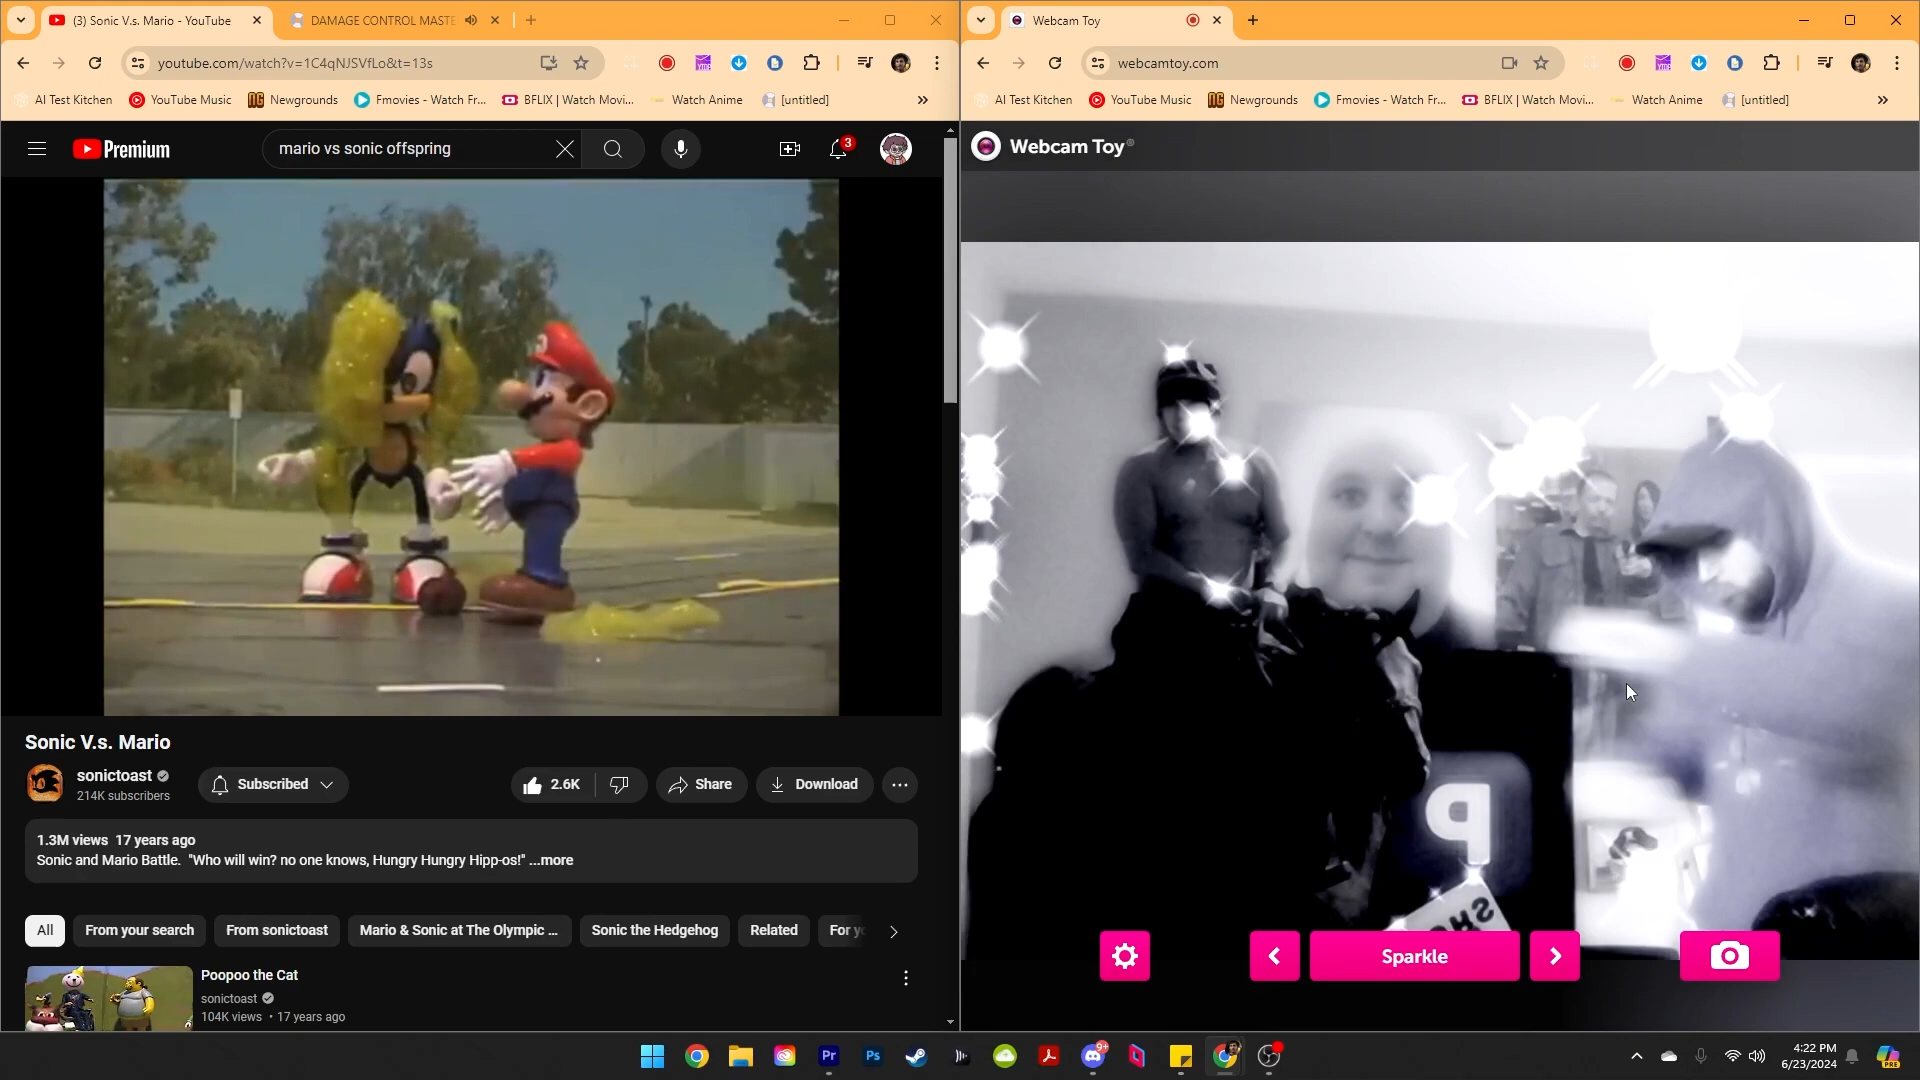 (3) Sonic V.s. Mario - YouTube
DAMAGE CONTROL MASTE
youtube.com/watch?v=1C4qNJSVfLo&t=13s
AI Test Kitchen
YouTube Music
Newgrounds
Fmovies - Watch Fr...
BFLIX | Watch Movi...
Watch Anime
[untitled]
Premium
mario vs sonic offspring
3
Sonic V.s. Mario
sonictoast
214K subscribers
Subscribed
2.6K
Share
Download
1.3M views 17 years ago
Sonic and Mario Battle. "Who will win? no one knows, Hungry Hungry Hipp-os!" ...more
All
From your search
From sonictoast
Mario & Sonic at The Olympic ...
Sonic the Hedgehog
Related
For yo
Poopoo the Cat
sonictoast
104K views • 17 years ago
Webcam Toy
webcamtoy.com
AI Test Kitchen
YouTube Music
Newgrounds
Fmovies - Watch Fr...
BFLIX | Watch Movi...
Watch Anime
[untitled]
Webcam Toy®
P
Sparkle
Pr
Ps
9+
4:22 PM
6/23/2024
PRE